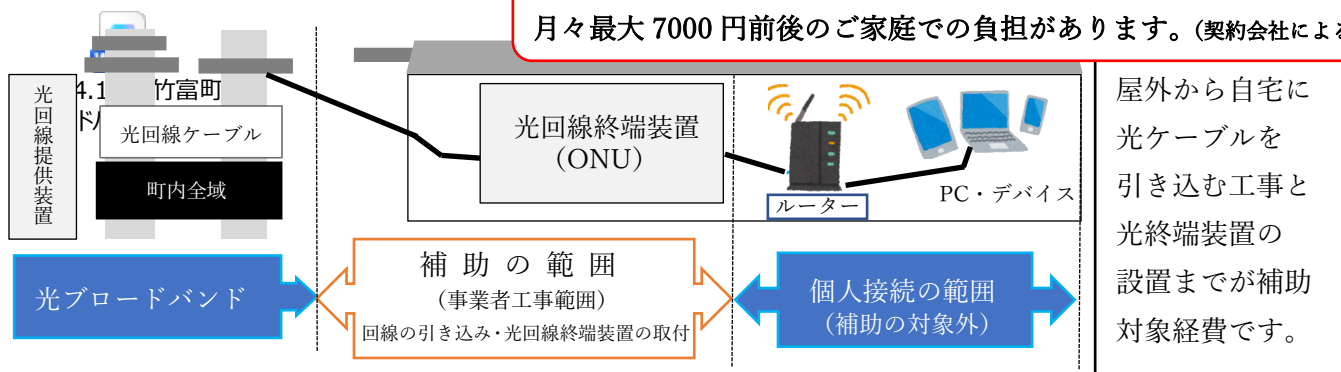 月々最大 7000 円前後のご家庭での負担があります。(契約会社による
竹富町
光回線提供装置
光回線ケーブル
町内全域
光回線終端装置
(ONU)
ルーター
PC・デバイス
光ブロードバンド
補助の範囲
(事業者工事範囲)
回線の引き込み・光回線終端装置の取付
個人接続の範囲
(補助の対象外)
屋外から自宅に
光ケーブルを
引き込む工事と
光終端装置の
設置までが補助
対象経費です。